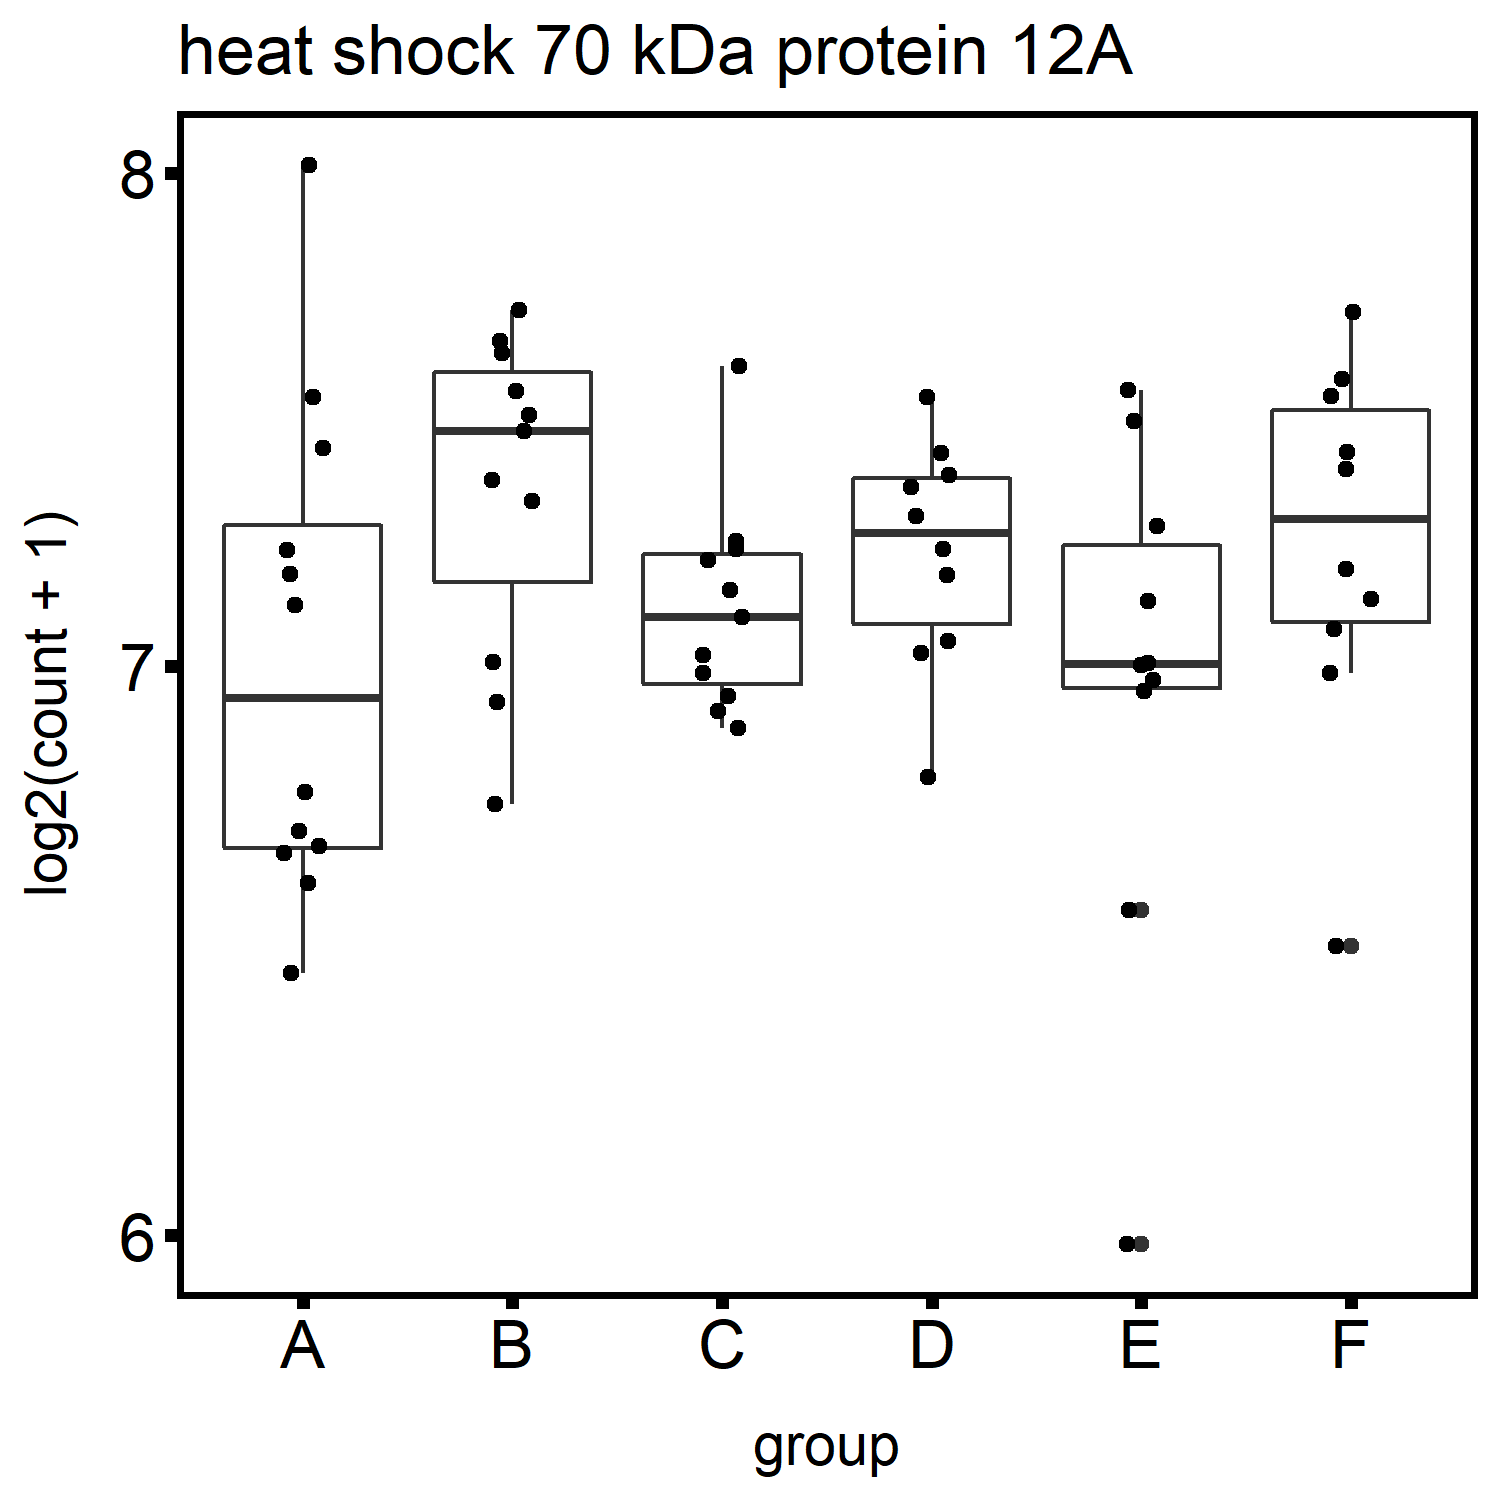 heat shock 70 kDa protein 12A
log2(count + 1)
8
7
6
A B C D E F
group